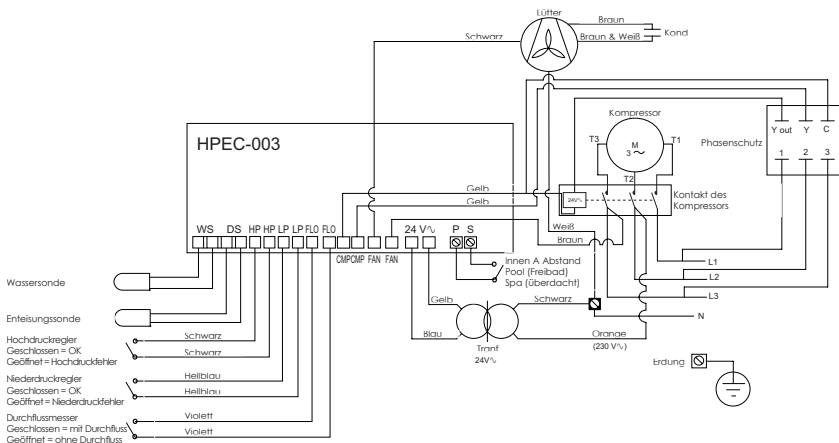 Lüfter
Braun
Schwarz
Braun & Weiß
Kond
Kompressor
Y out Y C
Phasenschutz
T3
M
3 ∿
T1
1 2 3
HPEC-003
T2
Gelb
24V∿
Kontakt des
Kompressors
Gelb
Weiß
Braun
WS DS HP HP LP LP FLO FLO
24 V∿
P S
CMP CMP FAN FAN
L1
Innen A Abstand
Pool (Freibad)
Spa (überdacht)
L2
Wassersonde
Gelb
Schwarz
L3
N
Enteisungssonde
Blau
Orange
(230 V∿)
Tranf
24V∿
Hochdruckregler
Geschlossen = OK
Geöffnet = Hochdruckfehler
Schwarz
Schwarz
Erdung
Niederdruckregler
Geschlossen = OK
Geöffnet = Niederdruckfehler
Hellblau
Hellblau
Durchflussmesser
Geschlossen = mit Durchfluss
Geöffnet = ohne Durchfluss
Violett
Violett